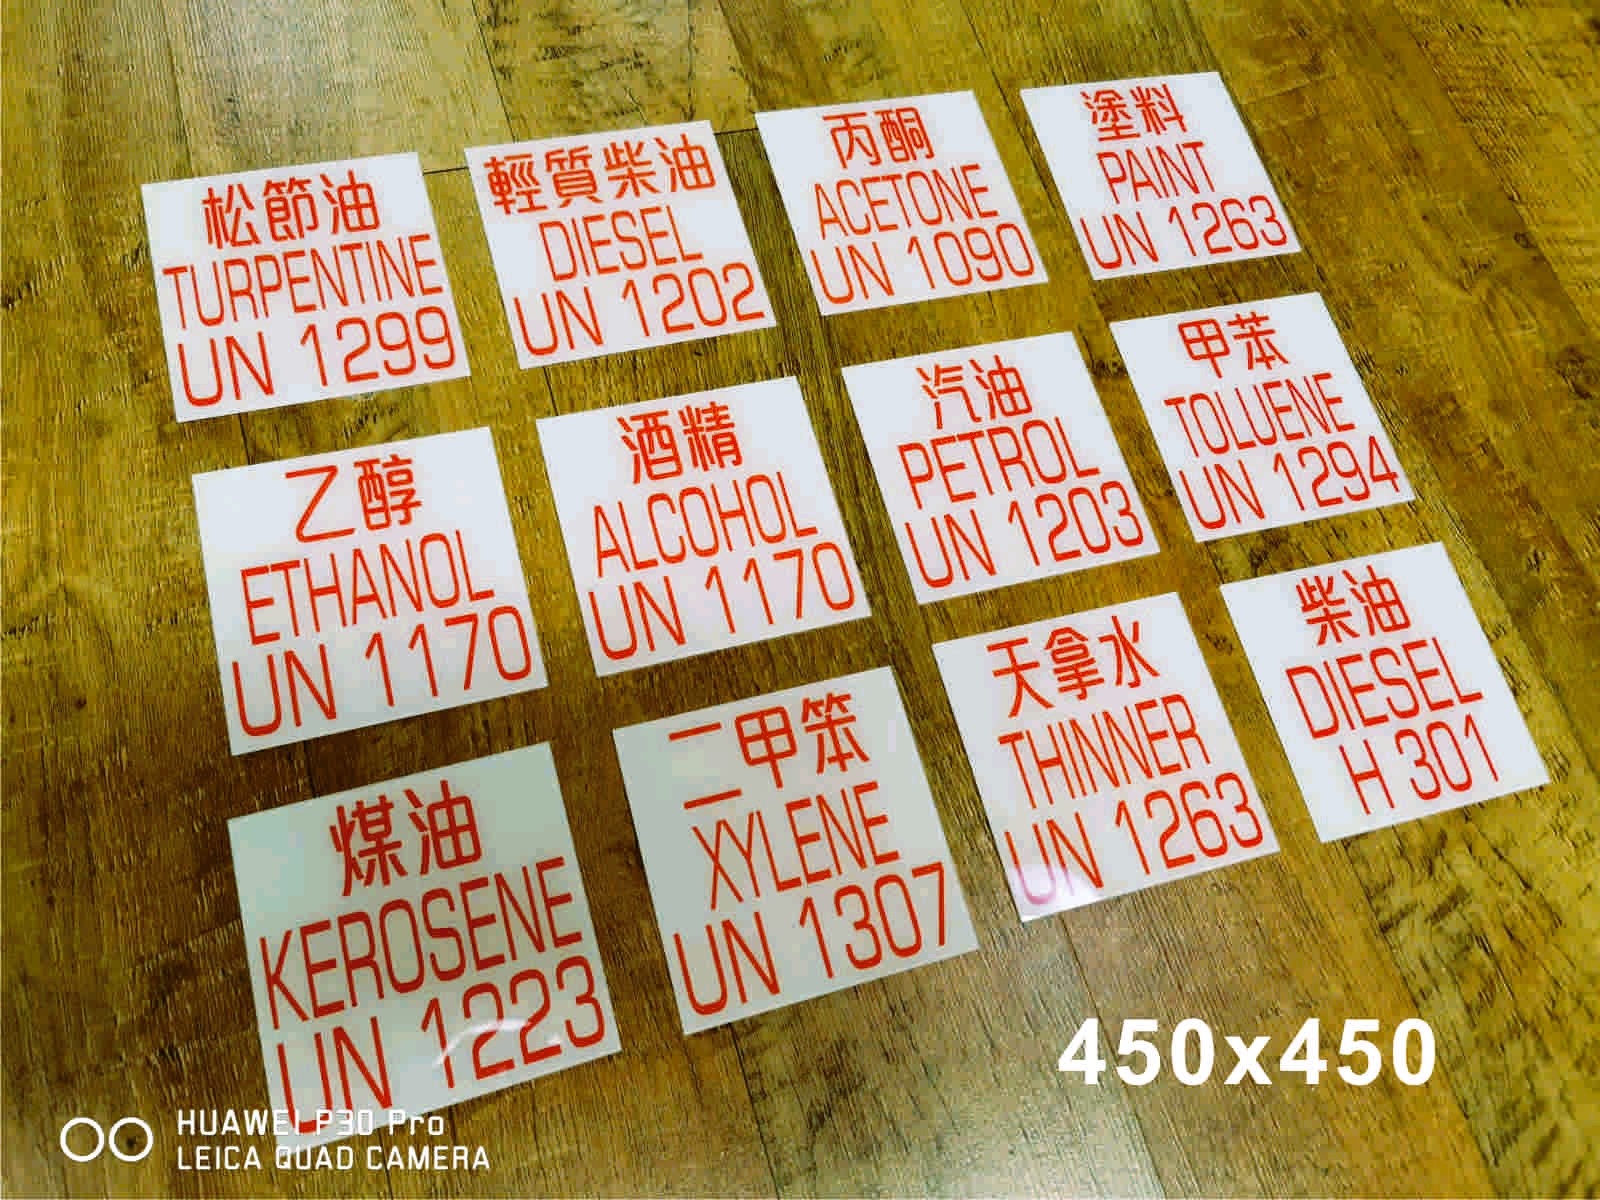 松節油
TURPENTINE
UN 1299
輕質柴油
DIESEL
UN 1202
丙酮
ACETONE
UN 1090
塗料
PAINT
UN 1263
乙醇
ETHANOL
UN 1170
酒精
ALCOHOL
UN 1170
汽油
PETROL
UN 1203
甲苯
TOLUENE
UN 1294
煤油
KEROSENE
UN 1223
二甲笨
XYLENE
UN 1307
天拿水
THINNER
UN 1263
柴油
DIESEL
H 301
450x450
HUAWEI P30 Pro
LEICA QUAD CAMERA